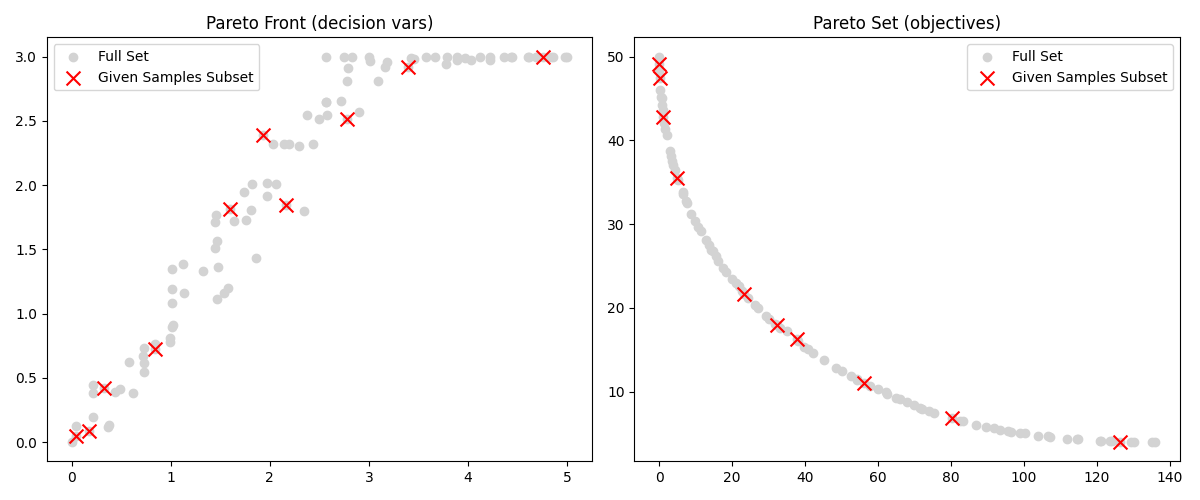 Pareto Front (decision vars)
Full Set
Given Samples Subset
3.0
2.5
2.0
1.5
1.0
0.5
0.0
0 1 2 3 4 5
Pareto Set (objectives)
Full Set
Given Samples Subset
50
40
30
20
10
0 20 40 60 80 100 120 140